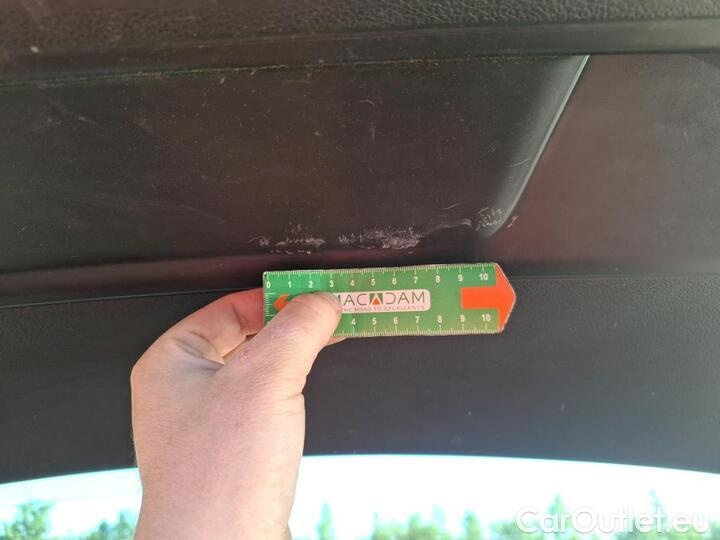 0 1 2 3 4 5 6 7 8 9 10
MACADAM
THE ROAD TO EXCELLENCE
4 5 6 7 8 9 10
CarOutlet.eu